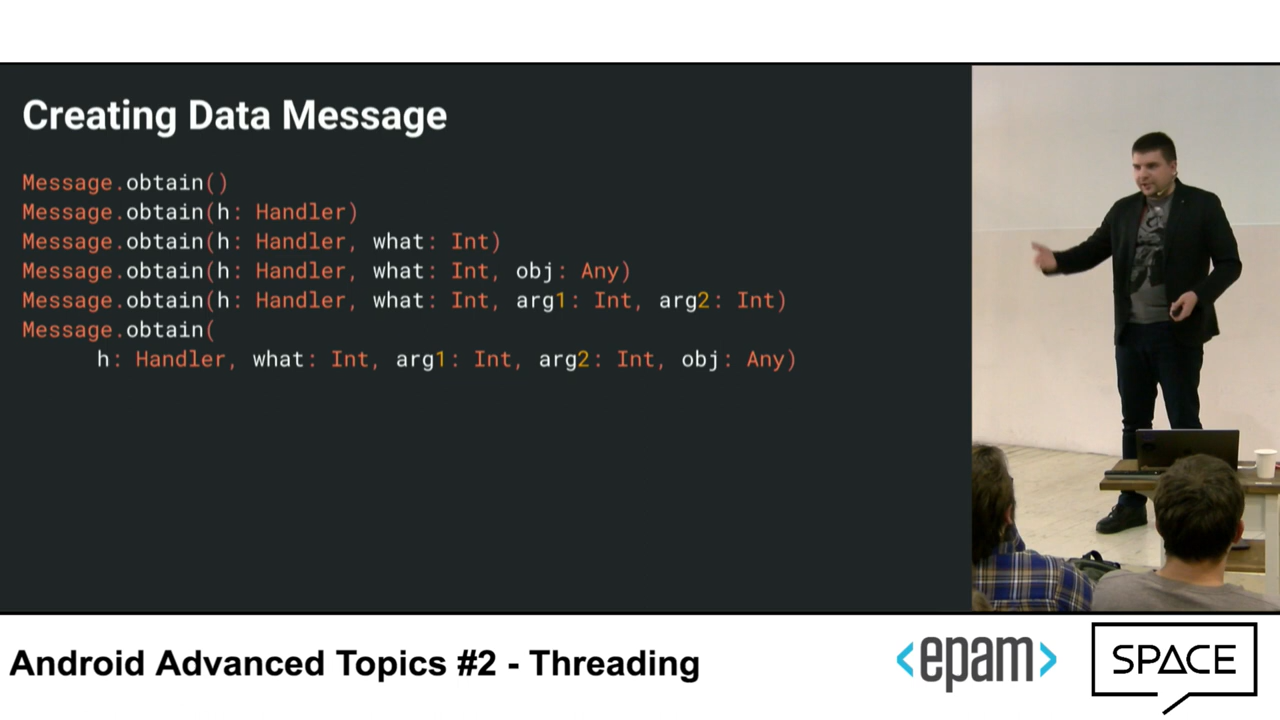 Creating Data Message
Message.obtain()
Message.obtain(h: Handler)
Message.obtain(h: Handler, what: Int)
Message.obtain(h: Handler, what: Int, obj: Any)
Message.obtain(h: Handler, what: Int, arg1: Int, arg2: Int)
Message.obtain(
h: Handler, what: Int, arg1: Int, arg2: Int, obj: Any)
Android Advanced Topics #2 - Threading
<epam>
SPACE